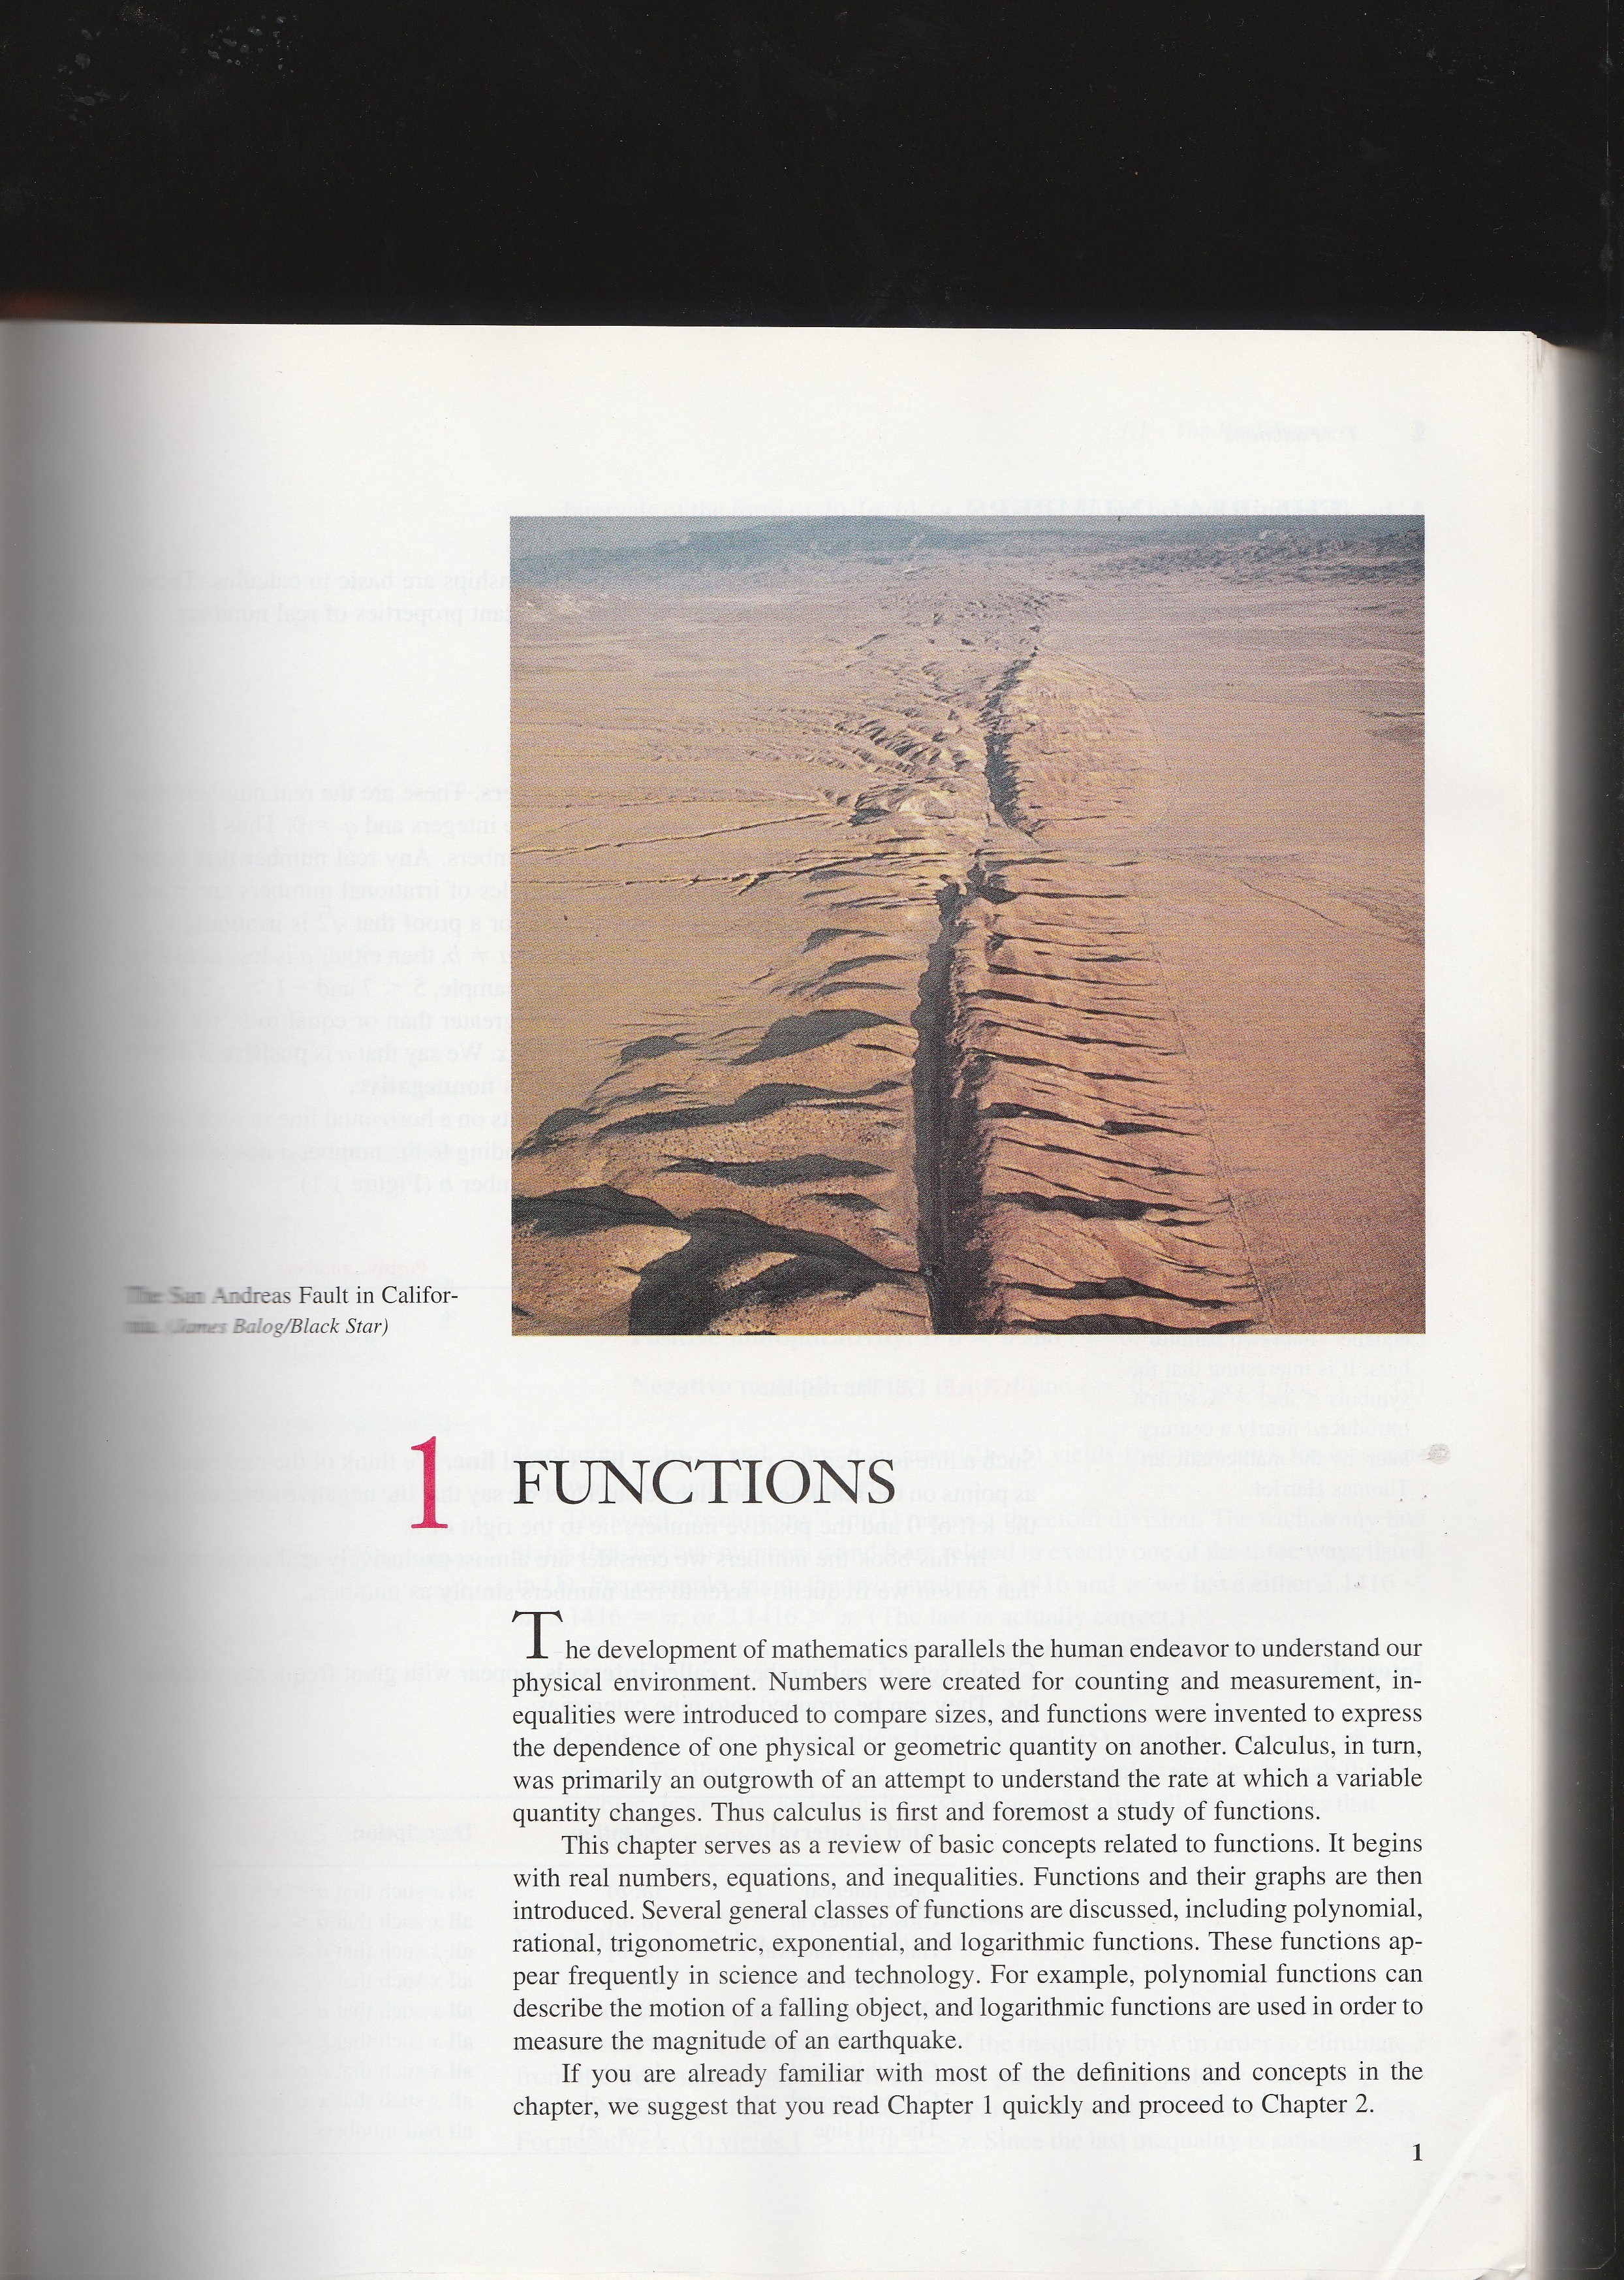 The San Andreas Fault in Califor-
nia. (James Balog/Black Star)
1 FUNCTIONS
The development of mathematics parallels the human endeavor to understand our
physical environment. Numbers were created for counting and measurement, in-
equalities were introduced to compare sizes, and functions were invented to express
the dependence of one physical or geometric quantity on another. Calculus, in turn,
was primarily an outgrowth of an attempt to understand the rate at which a variable
quantity changes. Thus calculus is first and foremost a study of functions.
This chapter serves as a review of basic concepts related to functions. It begins
with real numbers, equations, and inequalities. Functions and their graphs are then
introduced. Several general classes of functions are discussed, including polynomial,
rational, trigonometric, exponential, and logarithmic functions. These functions ap-
pear frequently in science and technology. For example, polynomial functions can
describe the motion of a falling object, and logarithmic functions are used in order to
measure the magnitude of an earthquake.
If you are already familiar with most of the definitions and concepts in the
chapter, we suggest that you read Chapter 1 quickly and proceed to Chapter 2.
1